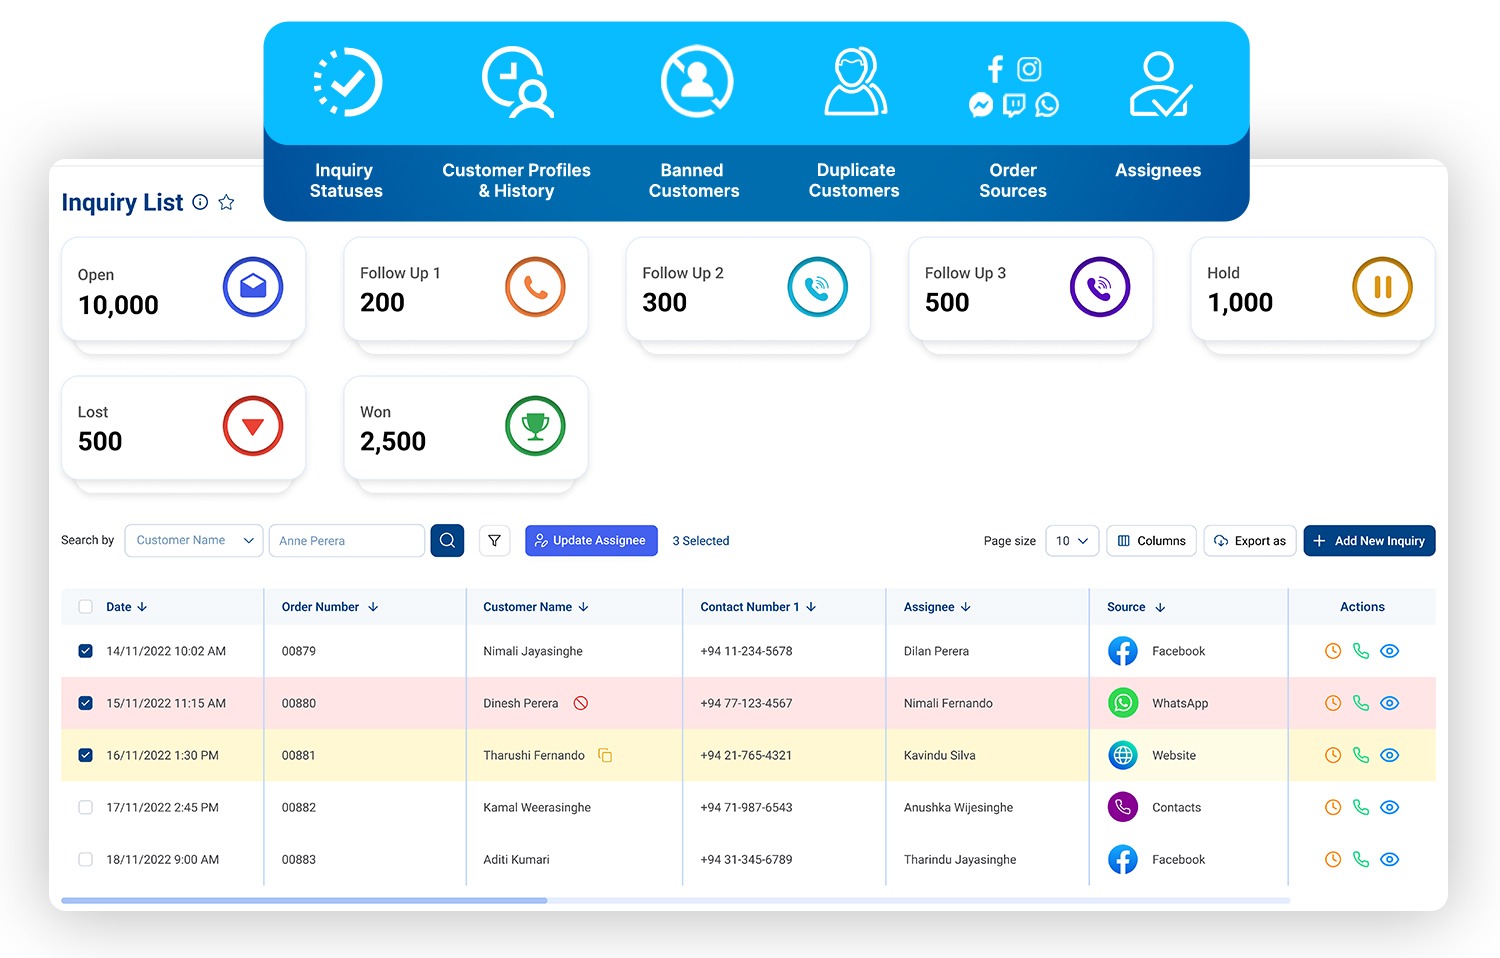 Inquiry
Statuses
Customer Profiles
& History
Banned
Customers
Duplicate
Customers
Order
Sources
Assignees
Inquiry List
Open
10,000
Follow Up 1
200
Follow Up 2
300
Follow Up 3
500
Hold
1,000
Lost
500
Won
2,500
Search by Customer Name Anne Perera Update Assignee 3 Selected Page size 10 Columns Export as Add New Inquiry
Date Order Number Customer Name Contact Number 1 Assignee Source Actions
14/11/2022 10:02 AM 00879 Nimali Jayasinghe +94 11-234-5678 Dilan Perera Facebook
15/11/2022 11:15 AM 00880 Dinesh Perera +94 77-123-4567 Nimali Fernando WhatsApp
16/11/2022 1:30 PM 00881 Tharushi Fernando +94 21-765-4321 Kavindu Silva Website
17/11/2022 2:45 PM 00882 Kamal Weerasinghe +94 71-987-6543 Anushka Wijesinghe Contacts
18/11/2022 9:00 AM 00883 Aditi Kumari +94 31-345-6789 Tharindu Jayasinghe Facebook